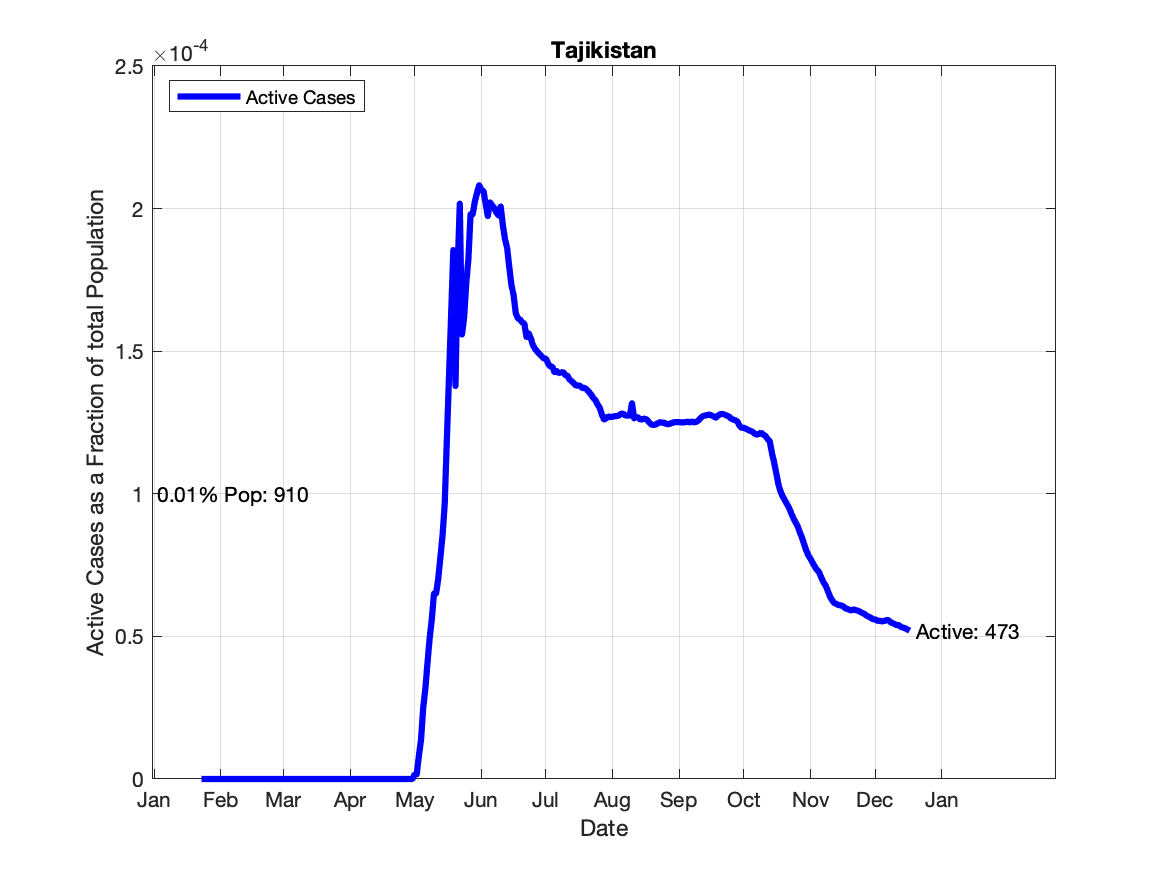 Tajikistan
×10-4
Active Cases
2.5
2
1.5
1
0.5
0
Active Cases as a Fraction of total Population
0.01% Pop: 910
Active: 473
Jan Feb Mar Apr May Jun Jul Aug Sep Oct Nov Dec Jan
Date